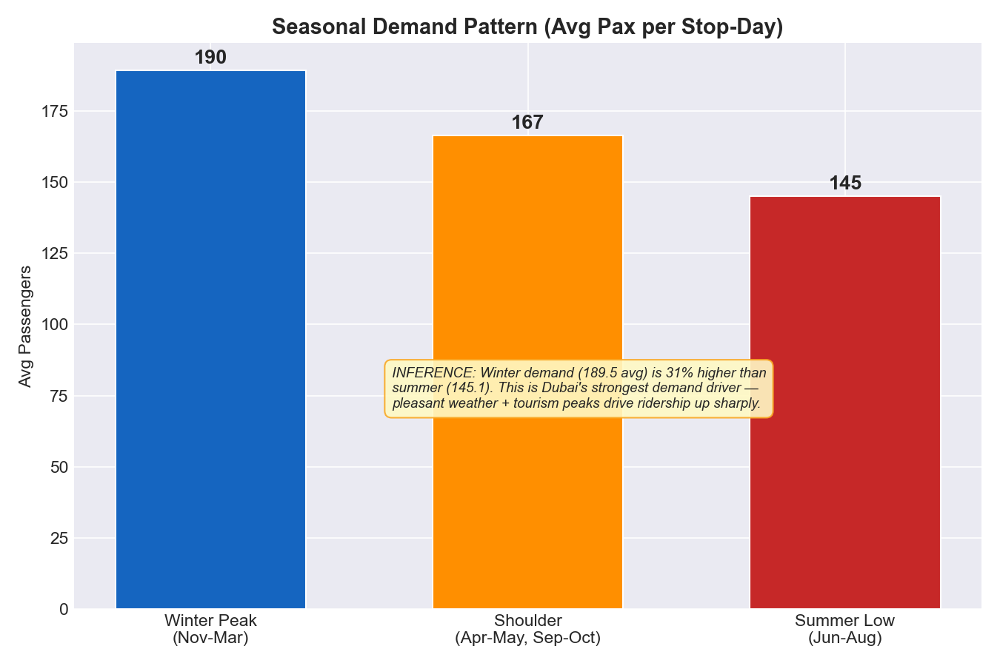 Seasonal Demand Pattern (Avg Pax per Stop-Day)
190
167
145
Avg Passengers
175
150
125
100
75
50
25
0
INFERENCE: Winter demand (189.5 avg) is 31% higher than
summer (145.1). This is Dubai's strongest demand driver —
pleasant weather + tourism peaks drive ridership up sharply.
Winter Peak
(Nov-Mar)
Shoulder
(Apr-May, Sep-Oct)
Summer Low
(Jun-Aug)